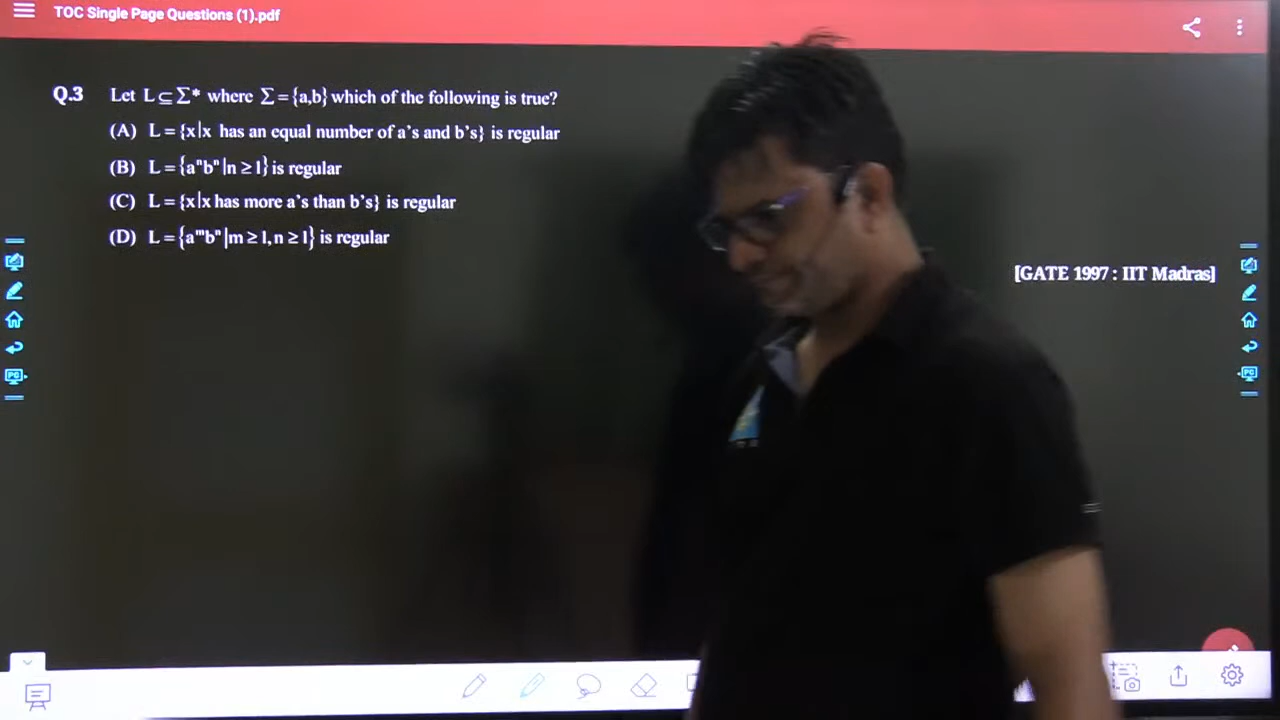 TOC Single Page Questions (1).pdf
Q.3 Let L ⊆ Σ* where Σ = {a,b} which of the following is true?
(A) L = {x|x has an equal number of a's and b's} is regular
(B) L = {aⁿbⁿ | n ≥ 1} is regular
(C) L = {x|x has more a's than b's} is regular
(D) L = {aᵐbⁿ | m ≥ 1, n ≥ 1} is regular
[GATE 1997 : IIT Madras]
PC
PC